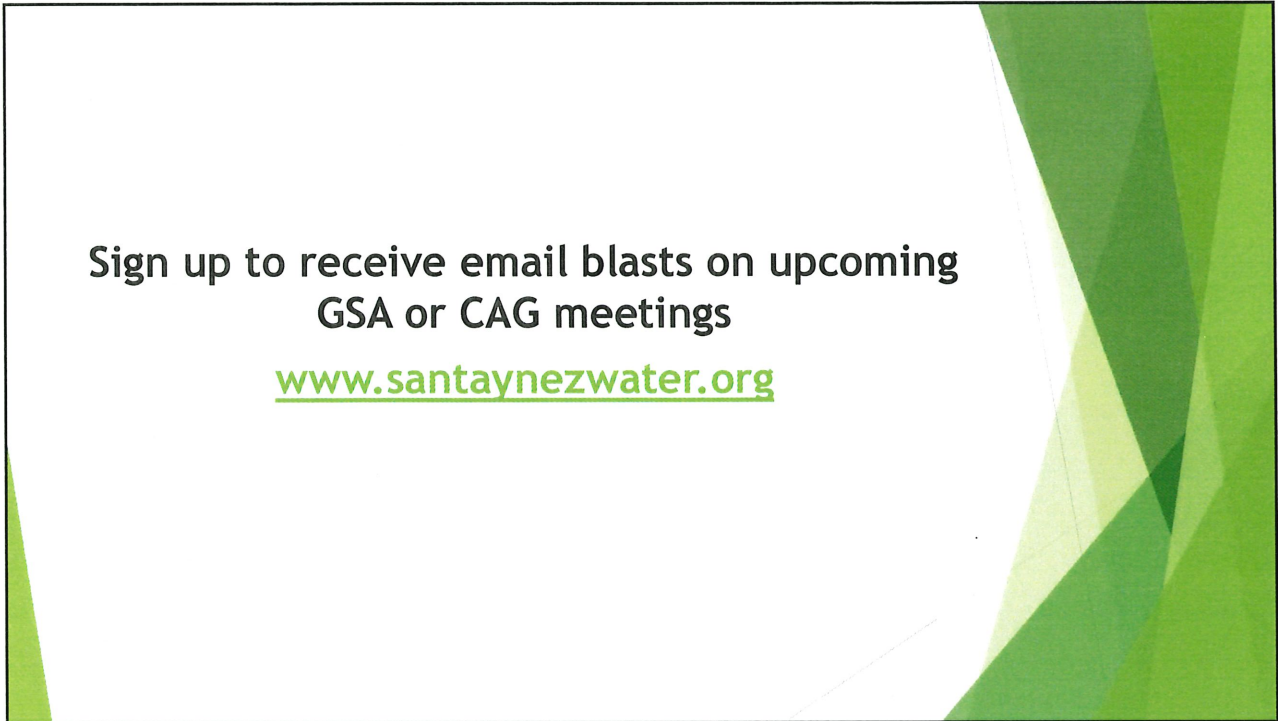 Sign up to receive email blasts on upcoming
GSA or CAG meetings
www.santaynezwater.org